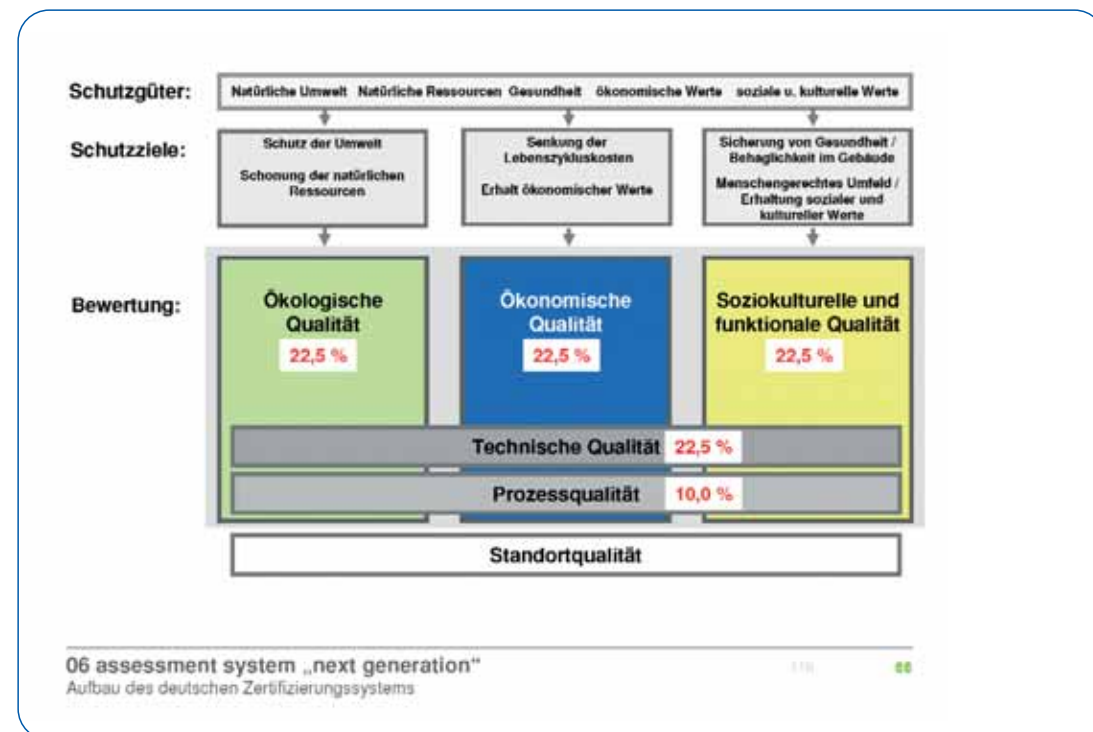 Schutzgüter:
Natürliche Umwelt Natürliche Ressourcen Gesundheit ökonomische Werte soziale u. kulturelle Werte
Schutzziele:
Schutz der Umwelt
Schonung der natürlichen
Ressourcen
Senkung der
Lebenszykluskosten
Erhalt ökonomischer Werte
Sicherung von Gesundheit /
Behaglichkeit im Gebäude
Menschengerechtes Umfeld /
Erhaltung sozialer und
kultureller Werte
Bewertung:
Ökologische
Qualität
22,5 %
Ökonomische
Qualität
22,5 %
Soziokulturelle und
funktionale Qualität
22,5 %
Technische Qualität 22,5 %
Prozessqualität 10,0 %
Standortqualität
06 assessment system „next generation“
Aufbau des deutschen Zertifizierungssystems